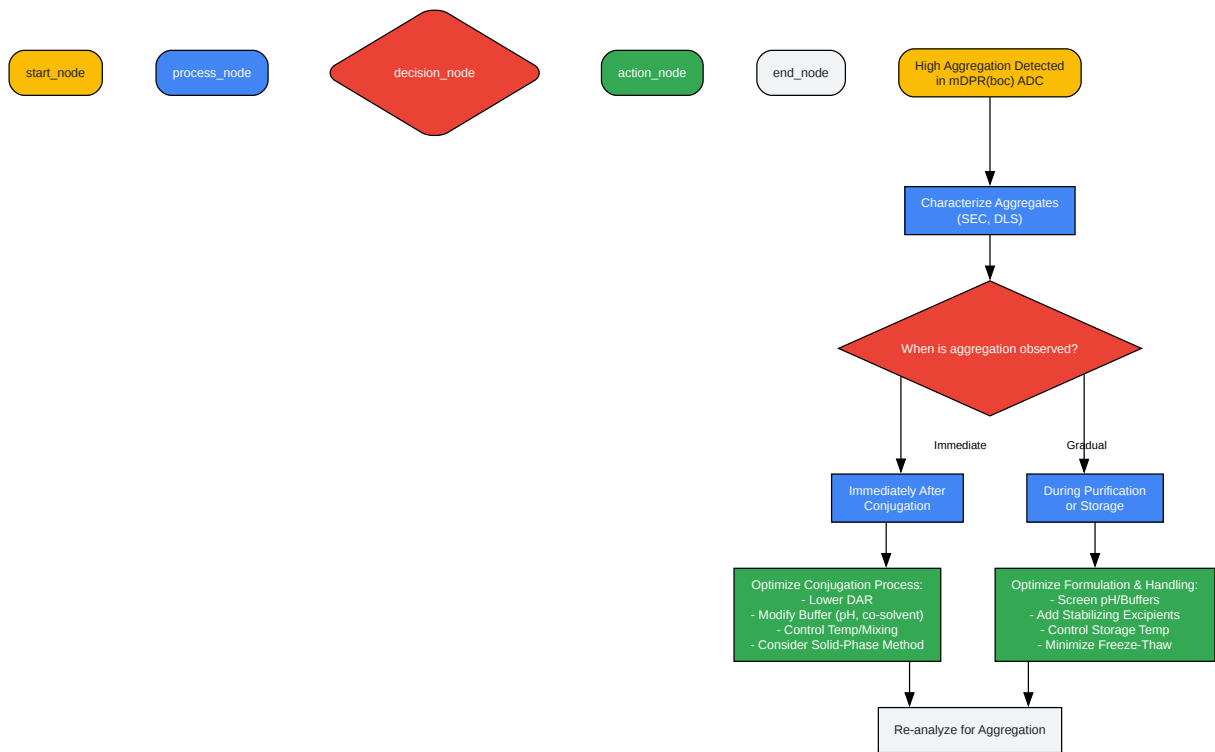 start_node
process_node
decision_node
action_node
end_node
High Aggregation Detected
in mDPR(boc) ADC
Characterize Aggregates
(SEC, DLS)
When is aggregation observed?
Immediate
Gradual
Immediately After
Conjugation
During Purification
or Storage
Optimize Conjugation Process:
- Lower DAR
- Modify Buffer (pH, co-solvent)
- Control Temp/Mixing
- Consider Solid-Phase Method
Optimize Formulation & Handling:
- Screen pH/Buffers
- Add Stabilizing Excipients
- Control Storage Temp
- Minimize Freeze-Thaw
Re-analyze for Aggregation